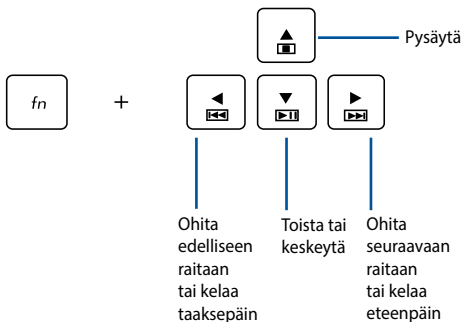 Pysäytä
fn
+
Ohita
edelliseen
raitaan
tai kelaa
taaksepäin
Toista tai
keskeytä
Ohita
seuraavaan
raitaan
tai kelaa
eteenpäin